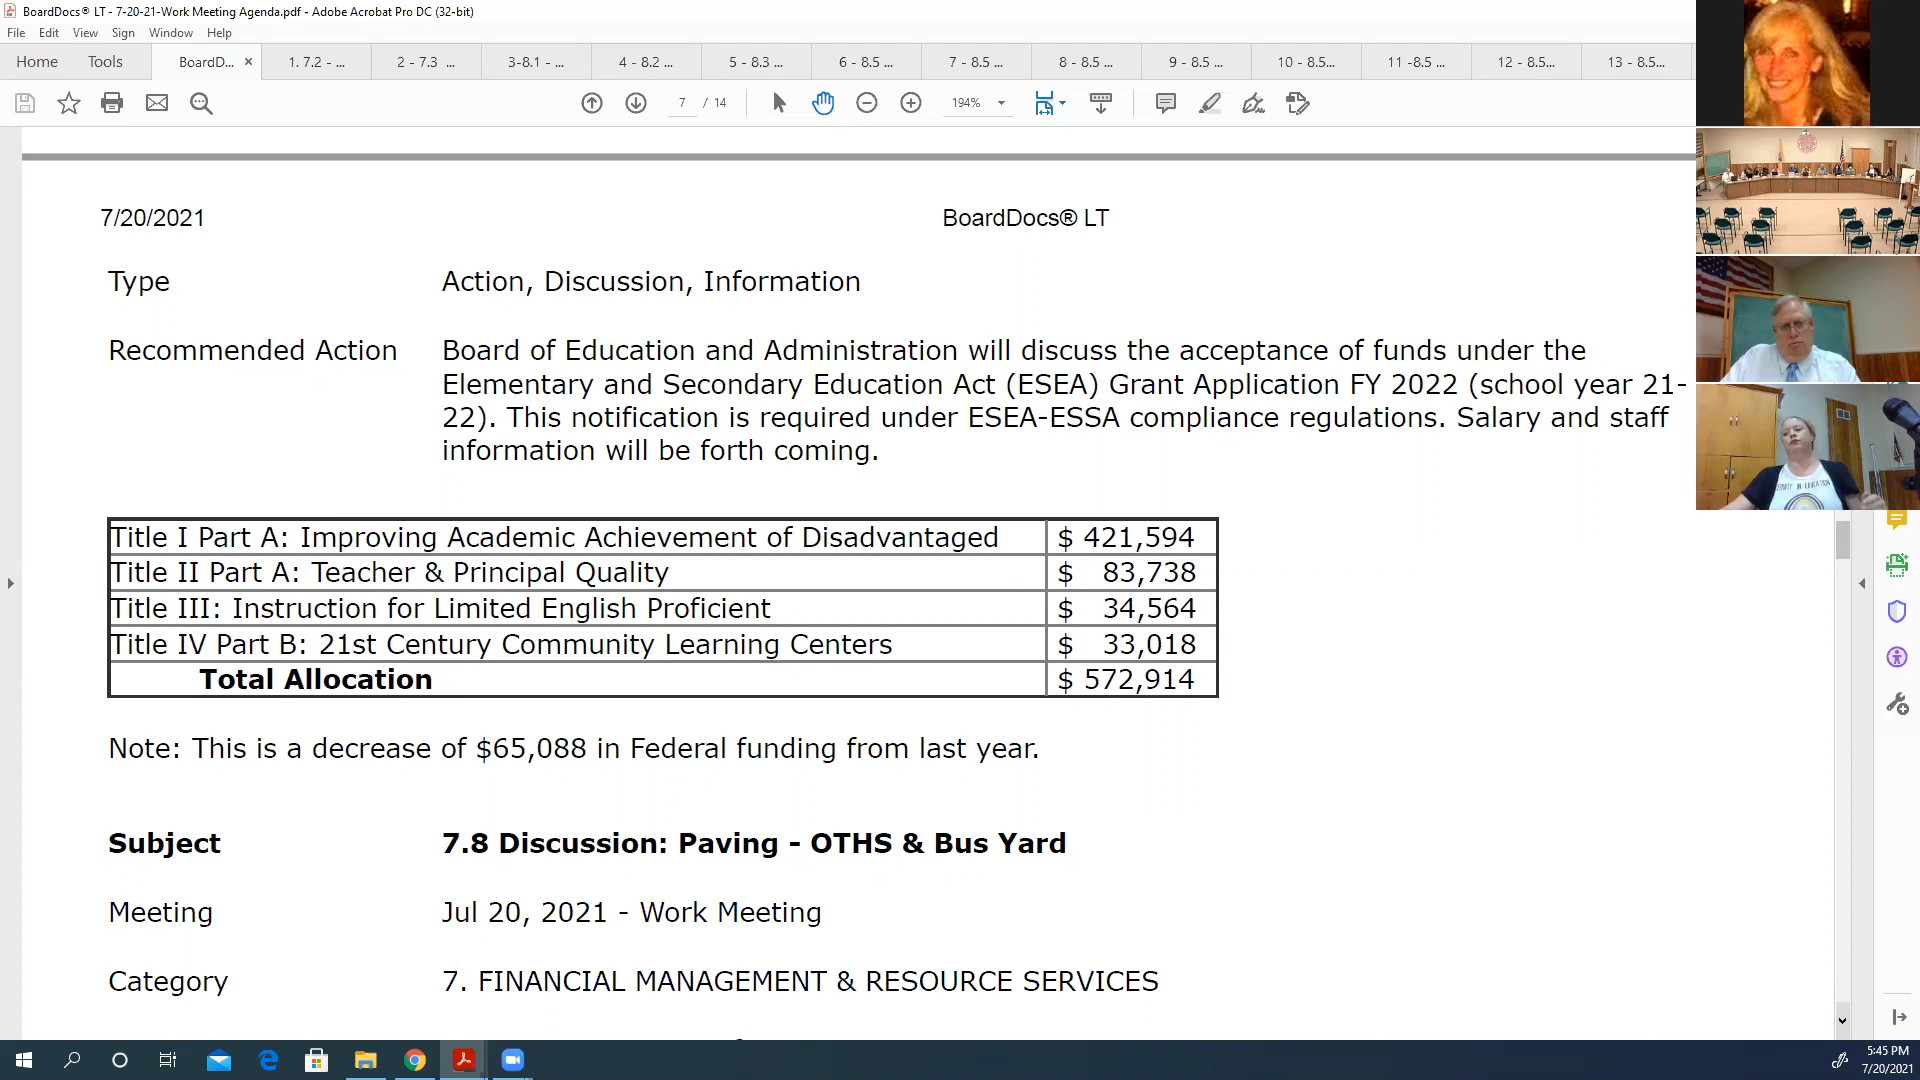 BoardDocs® LT - 7-20-21-Work Meeting Agenda.pdf - Adobe Acrobat Pro DC (32-bit)
File Edit View Sign Window Help
Home Tools BoardD... × 1. 7.2 - ... 2 - 7.3 ... 3-8.1 - ... 4 - 8.2 ... 5 - 8.3 ... 6 - 8.5 ... 7 - 8.5 ... 8 - 8.5 ... 9 - 8.5 ... 10 - 8.5... 11 -8.5 ... 12 - 8.5... 13 - 8.5...
7 / 14 194%
7/20/2021 BoardDocs® LT
Type Action, Discussion, Information
Recommended Action Board of Education and Administration will discuss the acceptance of funds under the
Elementary and Secondary Education Act (ESEA) Grant Application FY 2022 (school year 21-
22). This notification is required under ESEA-ESSA compliance regulations. Salary and staff
information will be forth coming.
Title I Part A: Improving Academic Achievement of Disadvantaged $ 421,594
Title II Part A: Teacher & Principal Quality $ 83,738
Title III: Instruction for Limited English Proficient $ 34,564
Title IV Part B: 21st Century Community Learning Centers $ 33,018
Total Allocation $ 572,914
Note: This is a decrease of $65,088 in Federal funding from last year.
Subject 7.8 Discussion: Paving - OTHS & Bus Yard
Meeting Jul 20, 2021 - Work Meeting
Category 7. FINANCIAL MANAGEMENT & RESOURCE SERVICES
IN EDUCATION
5:45 PM
7/20/2021